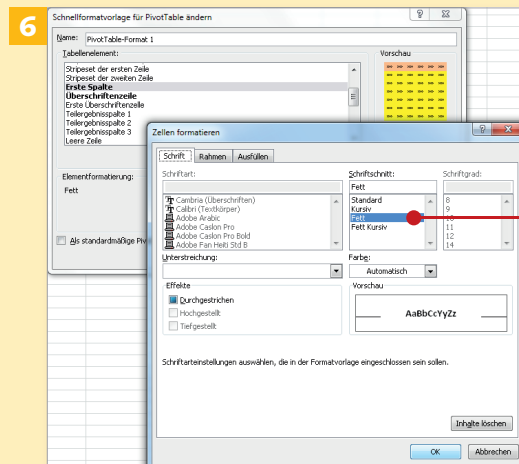 6
Schnellformatvorlage für PivotTable ändern
Name: PivotTable-Format 1
Tabellenelement:
Vorschau
Stripeset der ersten Zeile
Stripeset der zweiten Zeile
Erste Spalte
Überschriftenzeile
Erste Überschriftenzeile
Teilergebnisspalte 1
Teilergebnisspalte 2
Teilergebnisspalte 3
Leere Zeile
Elementformatierung:
Fett
Als standardmäßige Piv
Zellen formatieren
Schrift Rahmen Ausfüllen
Schriftart:
Schriftschnitt:
Schriftgrad:
Fett
Cambria (Überschriften)
Calibri (Textkörper)
Adobe Arabic
Adobe Caslon Pro
Adobe Caslon Pro Bold
Adobe Fan Heiti Std B
Standard
Kursiv
Fett
Fett Kursiv
8
9
11
12
14
Unterstreichung:
Farbe:
Automatisch
Effekte
Durchgestrichen
Hochgestellt
Tiefgestellt
Vorschau
AaBbCcYyZz
Schriftarteinstellungen auswählen, die in der Formatvorlage eingeschlossen sein sollen.
Inhalte löschen
OK Abbrechen